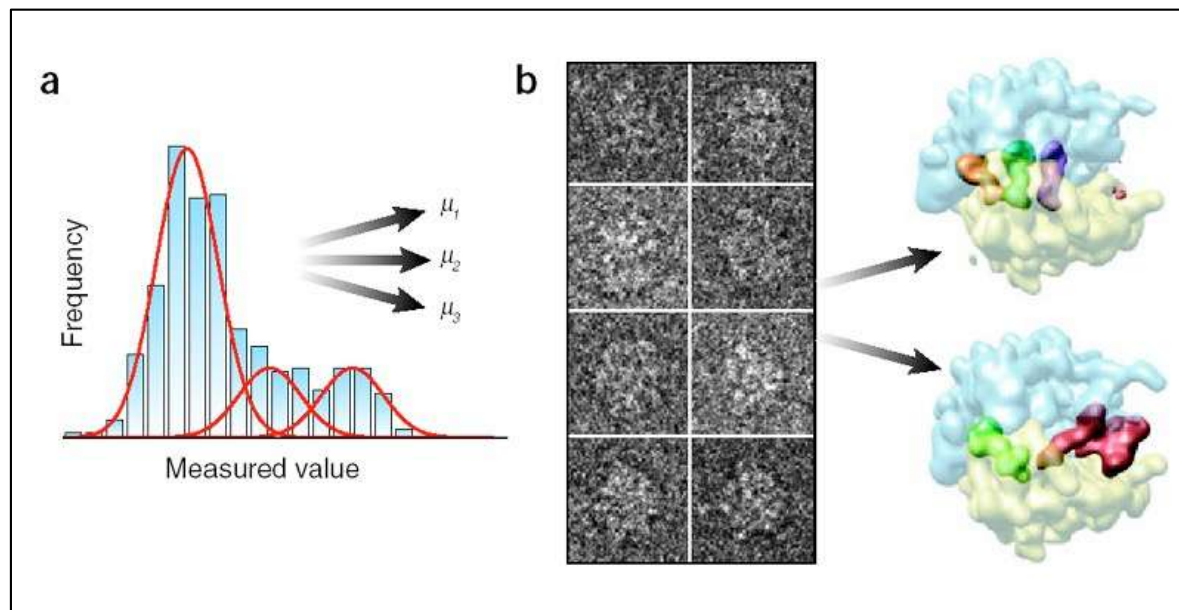 a
b
Frequency
μ₁
μ₂
μ₃
Measured value